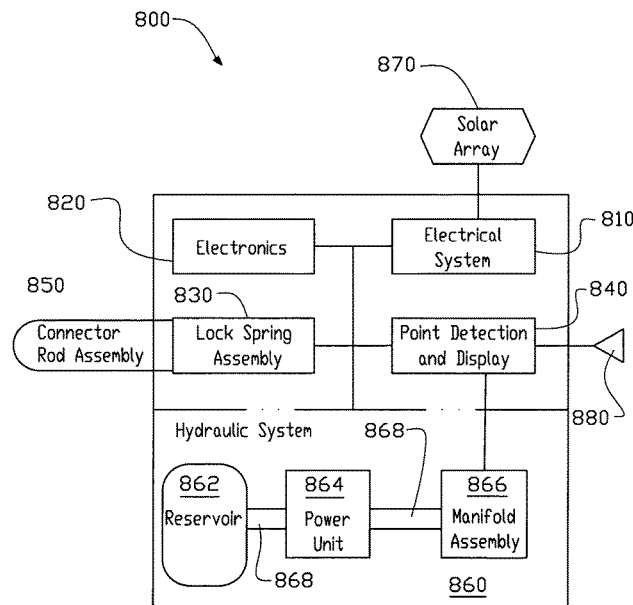 800
870
Solar
Array
820
Electronics
Electrical
System
810
850
830
840
Connector
Rod Assembly
Lock Spring
Assembly
Point Detection
and Display
880
Hydraulic System
868
862
Reservoir
864
Power
Unit
866
Manifold
Assembly
868
860